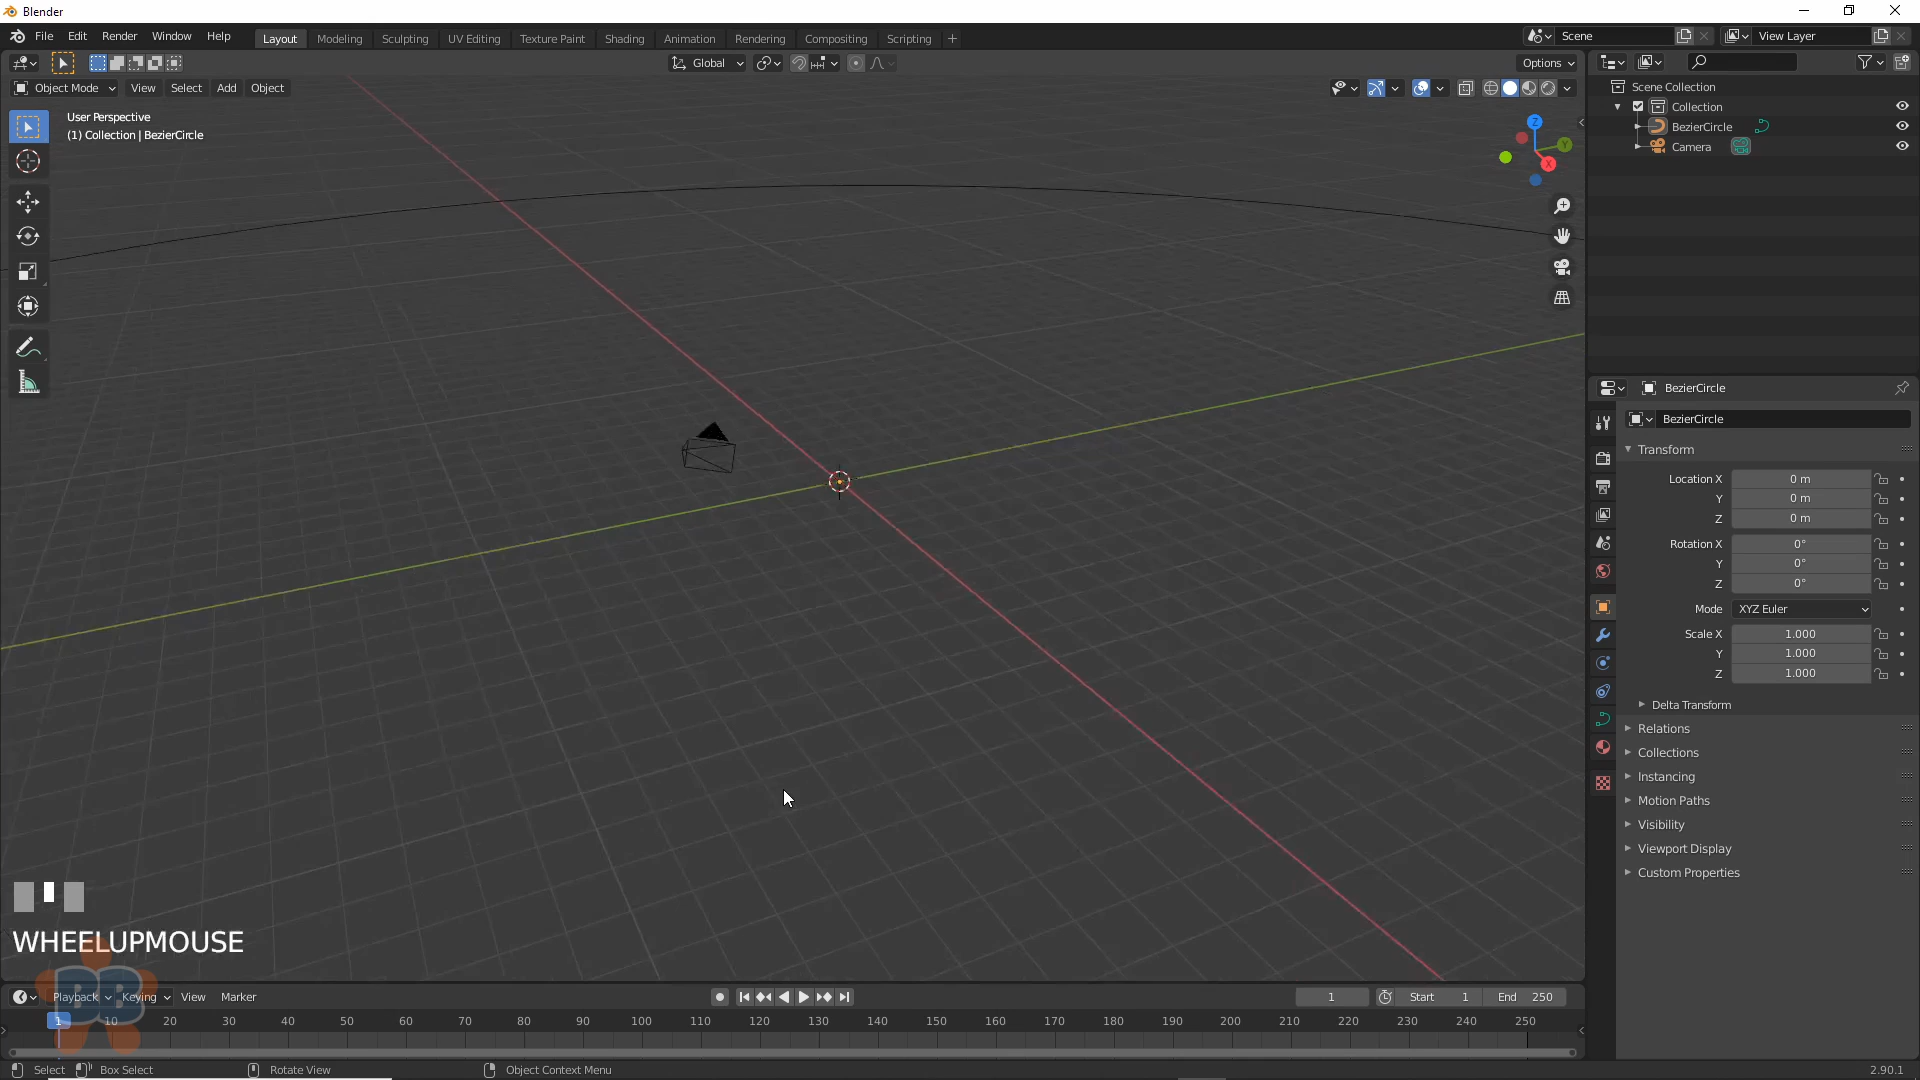 Blender
File Edit Render Window Help Layout Modeling Sculpting UV Editing Texture Paint Shading Animation Rendering Compositing Scripting + Scene View Layer
Global Options
Object Mode View Select Add Object
User Perspective
(1) Collection | BezierCircle
Z
Y
X
Scene Collection
Collection
BezierCircle
Camera
BezierCircle
BezierCircle
Transform
Location X 0 m
Y 0 m
Z 0 m
Rotation X 0°
Y 0°
Z 0°
Mode XYZ Euler
Scale X 1.000
Y 1.000
Z 1.000
Delta Transform
Relations
Collections
Instancing
Motion Paths
Visibility
Viewport Display
Custom Properties
WHEELUPMOUSE
BB
Playback Keying View Marker 1 Start 1 End 250
1 10 20 30 40 50 60 70 80 90 100 110 120 130 140 150 160 170 180 190 200 210 220 230 240 250
Select Box Select Rotate View Object Context Menu 2.90.1